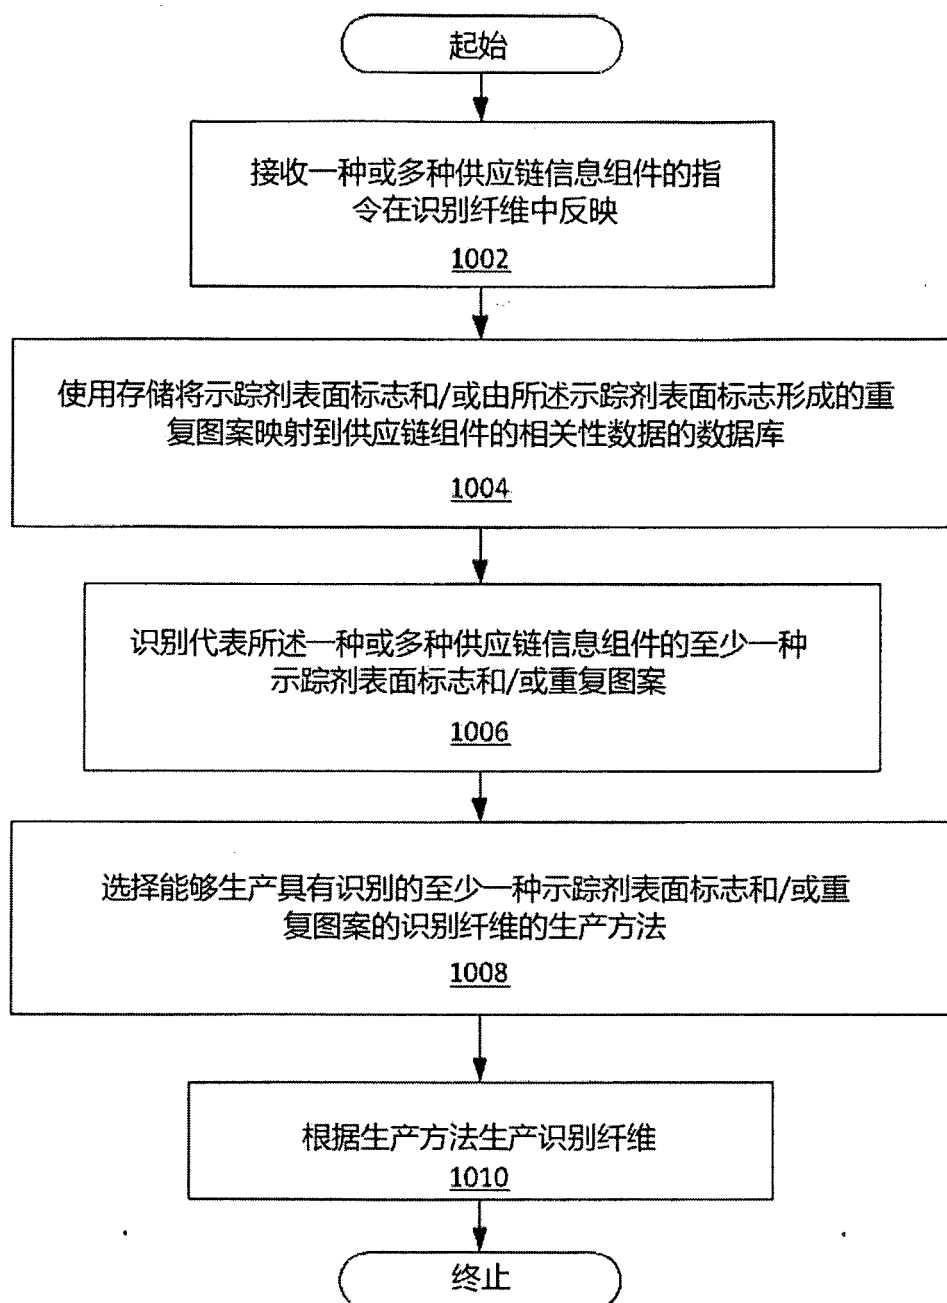 起始
接收一种或多种供应链信息组件的指
令在识别纤维中反映
1002
使用存储将示踪剂表面标志和/或由所述示踪剂表面标志形成的重
复图案映射到供应链组件的相关性数据的数据库
1004
识别代表所述一种或多种供应链信息组件的至少一种
示踪剂表面标志和/或重复图案
1006
选择能够生产具有识别的至少一种示踪剂表面标志和/或重
复图案的识别纤维的生产方法
1008
根据生产方法生产识别纤维
1010
终止